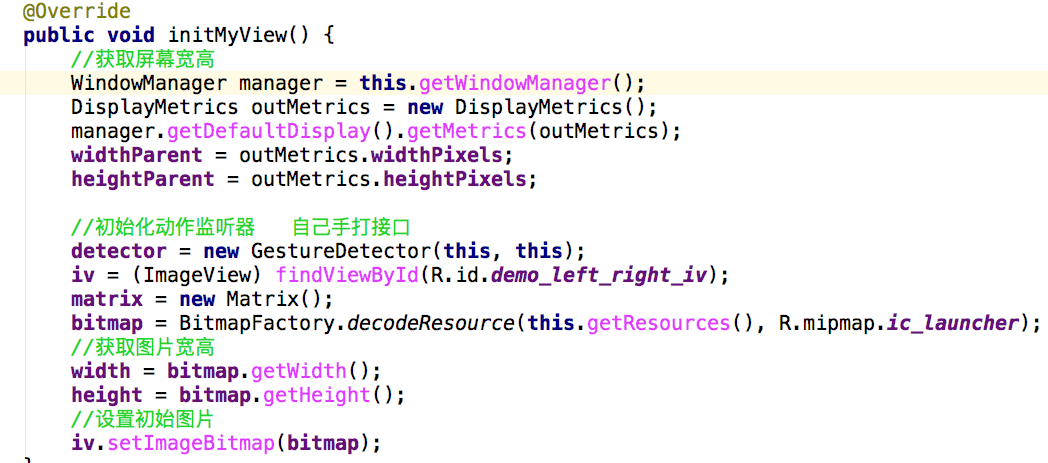 @Override
public void initMyView() {
//获取屏幕宽高
WindowManager manager = this.getWindowManager();
DisplayMetrics outMetrics = new DisplayMetrics();
manager.getDefaultDisplay().getMetrics(outMetrics);
widthParent = outMetrics.widthPixels;
heightParent = outMetrics.heightPixels;
//初始化动作监听器   自己手打接口
detector = new GestureDetector(this, this);
iv = (ImageView) findViewById(R.id.demo_left_right_iv);
matrix = new Matrix();
bitmap = BitmapFactory.decodeResource(this.getResources(), R.mipmap.ic_launcher);
//获取图片宽高
width = bitmap.getWidth();
height = bitmap.getHeight();
//设置初始图片
iv.setImageBitmap(bitmap);
}